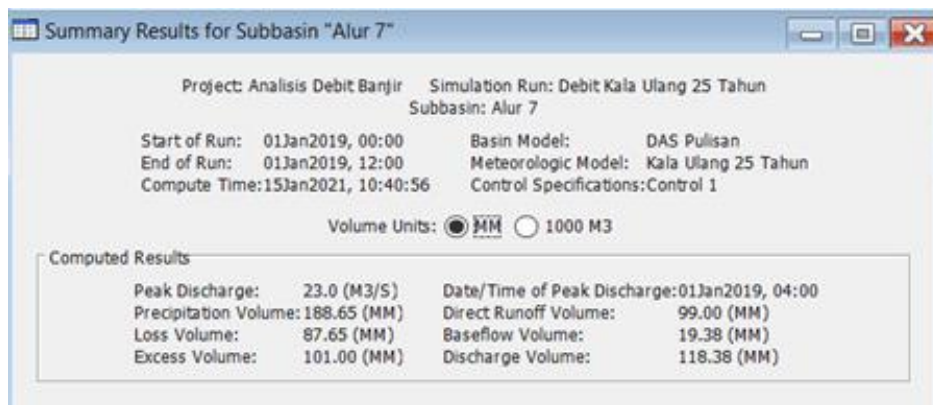 Summary Results for Subbasin "Alur 7"
Project: Analisis Debit Banjir Simulation Run: Debit Kala Ulang 25 Tahun
Subbasin: Alur 7
Start of Run: 01Jan2019, 00:00 Basin Model: DAS Pulisan
End of Run: 01Jan2019, 12:00 Meteorologic Model: Kala Ulang 25 Tahun
Compute Time:15Jan2021, 10:40:56 Control Specifications:Control 1
Volume Units: MM 1000 M3
Computed Results
Peak Discharge: 23.0 (M3/S) Date/Time of Peak Discharge:01Jan2019, 04:00
Precipitation Volume:188.65 (MM) Direct Runoff Volume: 99.00 (MM)
Loss Volume: 87.65 (MM) Baseflow Volume: 19.38 (MM)
Excess Volume: 101.00 (MM) Discharge Volume: 118.38 (MM)